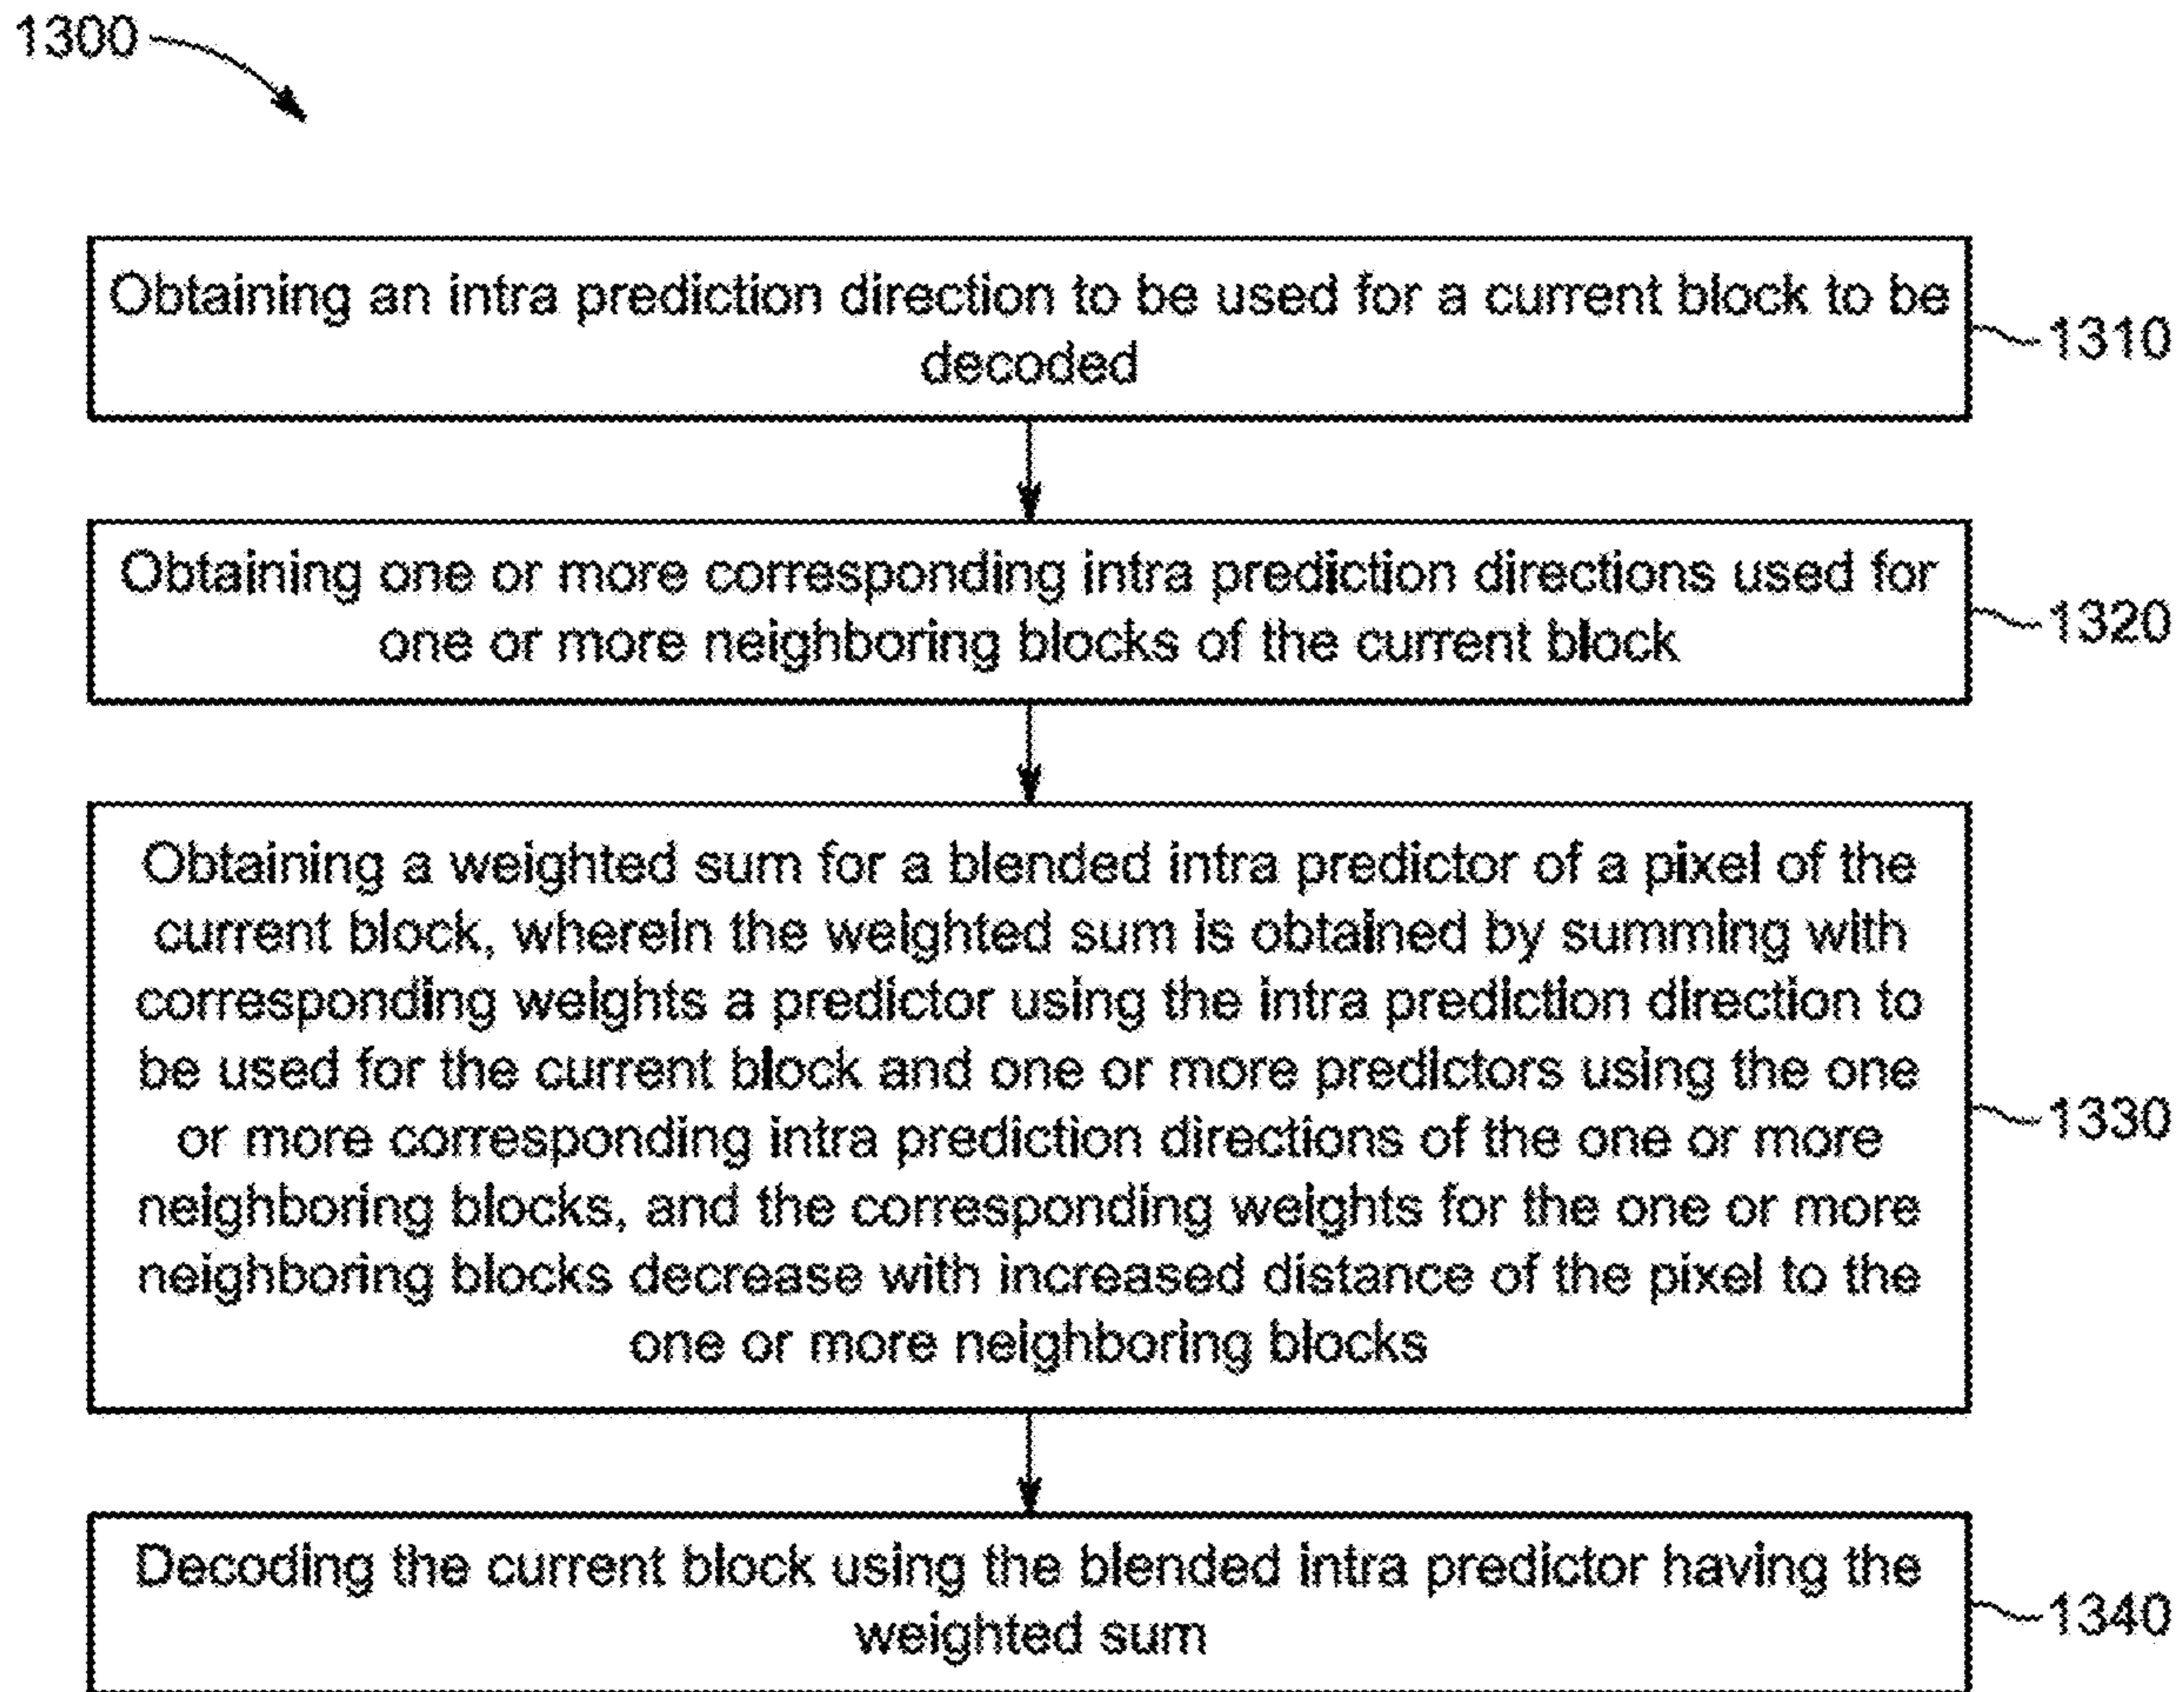 1300
Obtaining an intra prediction direction to be used for a current block to be
decoded
1310
Obtaining one or more corresponding intra prediction directions used for
one or more neighboring blocks of the current block
1320
Obtaining a weighted sum for a blended intra predictor of a pixel of the
current block, wherein the weighted sum is obtained by summing with
corresponding weights a predictor using the intra prediction direction to
be used for the current block and one or more predictors using the one
or more corresponding intra prediction directions of the one or more
neighboring blocks, and the corresponding weights for the one or more
neighboring blocks decrease with increased distance of the pixel to the
one or more neighboring blocks
1330
Decoding the current block using the blended intra predictor having the
weighted sum
1340